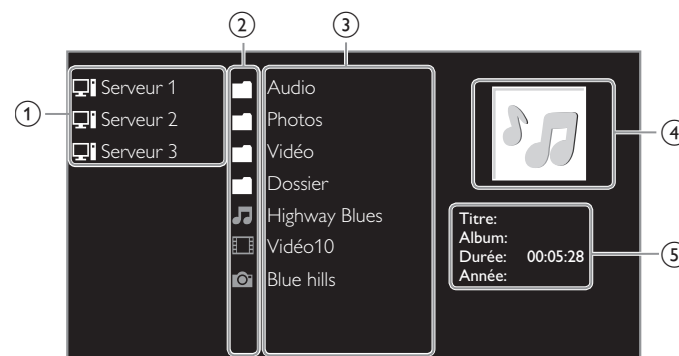 2
3
1
Serveur 1
Serveur 2
Serveur 3
Audio
Photos
Vidéo
Dossier
Highway Blues
Vidéo10
Blue hills
4
Titre:
Album:
Durée: 00:05:28
Année:
5